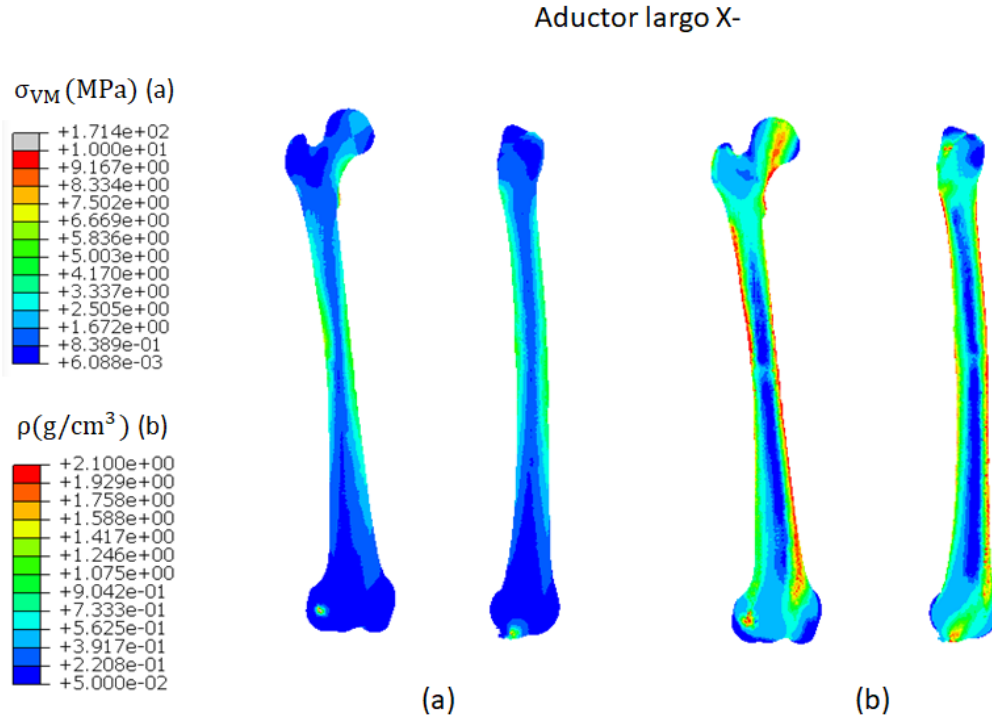 Aductor largo X-
σVM (MPa) (a)
+1.714e+02
+1.000e+01
+9.167e+00
+8.334e+00
+7.502e+00
+6.669e+00
+5.836e+00
+5.003e+00
+4.170e+00
+3.337e+00
+2.505e+00
+1.672e+00
+8.389e-01
+6.088e-03
ρ(g/cm³) (b)
+2.100e+00
+1.929e+00
+1.758e+00
+1.588e+00
+1.417e+00
+1.246e+00
+1.075e+00
+9.042e-01
+7.333e-01
+5.625e-01
+3.917e-01
+2.208e-01
+5.000e-02
(a)
(b)